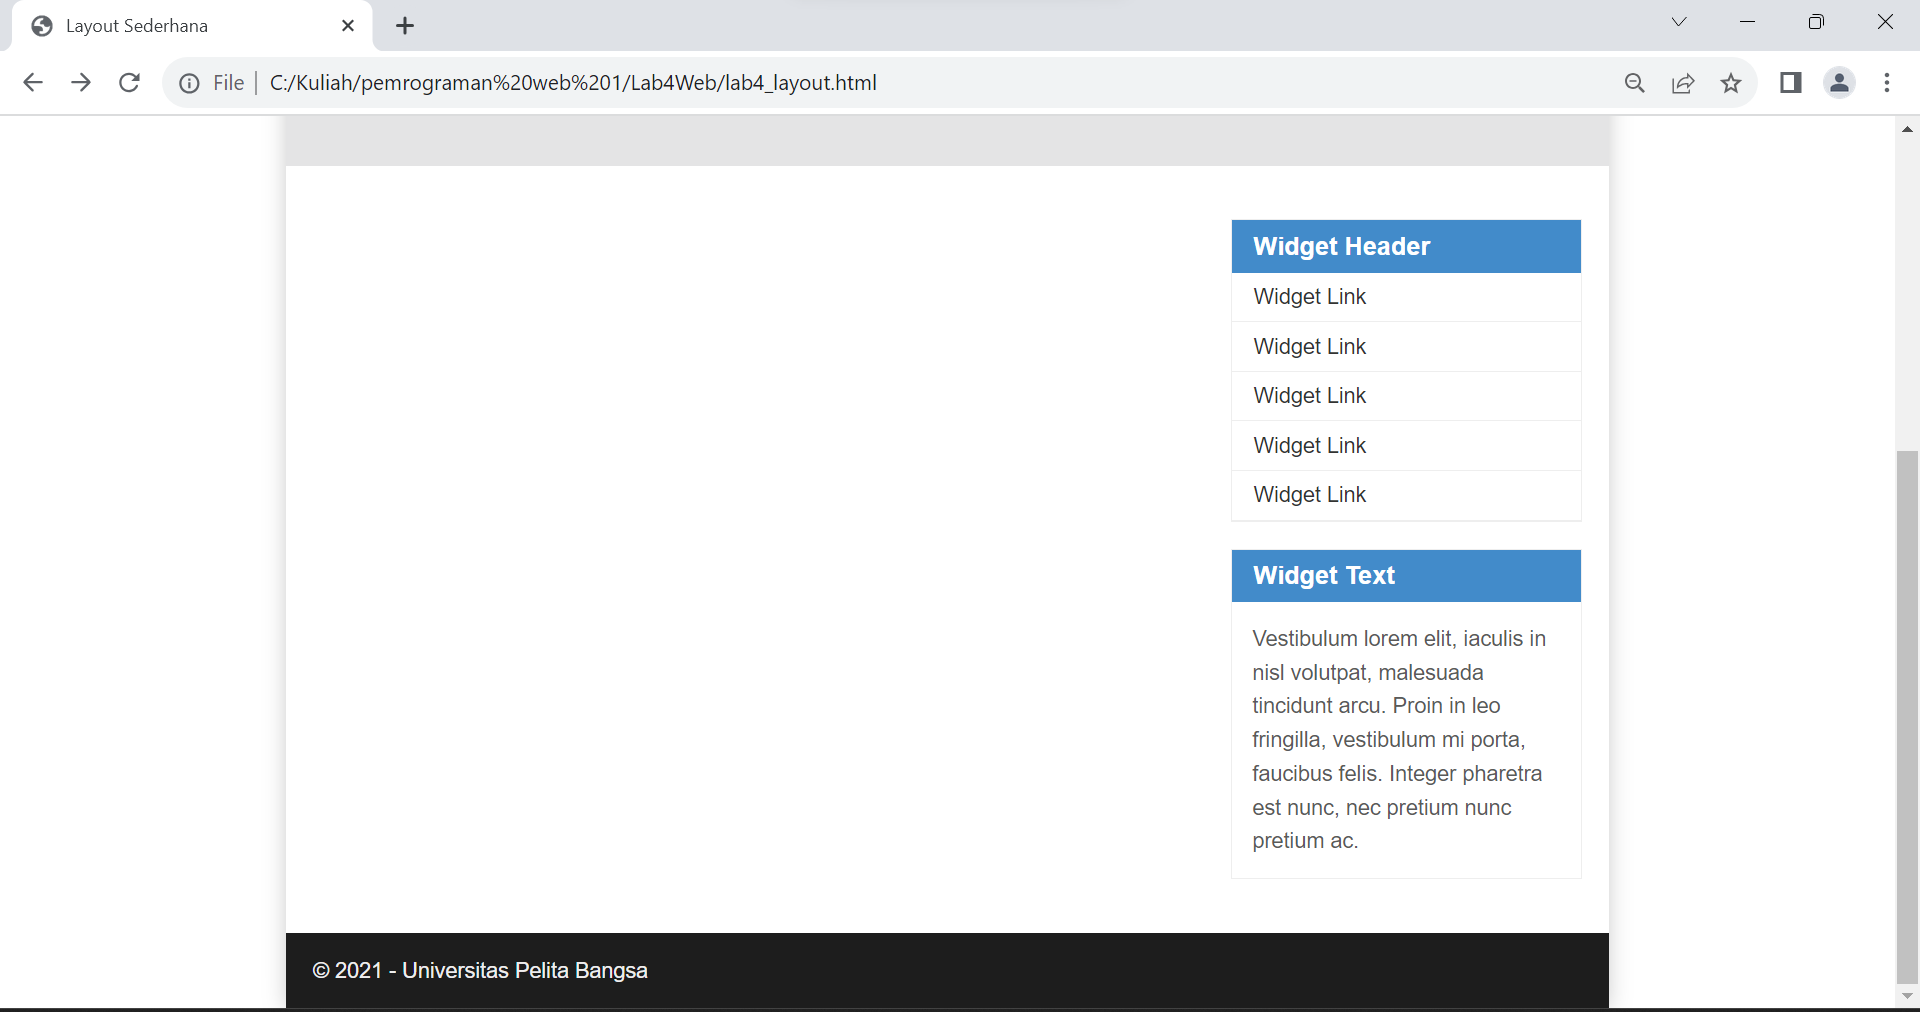 Layout Sederhana
File
C:/Kuliah/pemrograman%20web%201/Lab4Web/lab4_layout.html
Widget Header
Widget Link
Widget Link
Widget Link
Widget Link
Widget Link
Widget Text
Vestibulum lorem elit, iaculis in
nisl volutpat, malesuada
tincidunt arcu. Proin in leo
fringilla, vestibulum mi porta,
faucibus felis. Integer pharetra
est nunc, nec pretium nunc
pretium ac.
© 2021 - Universitas Pelita Bangsa